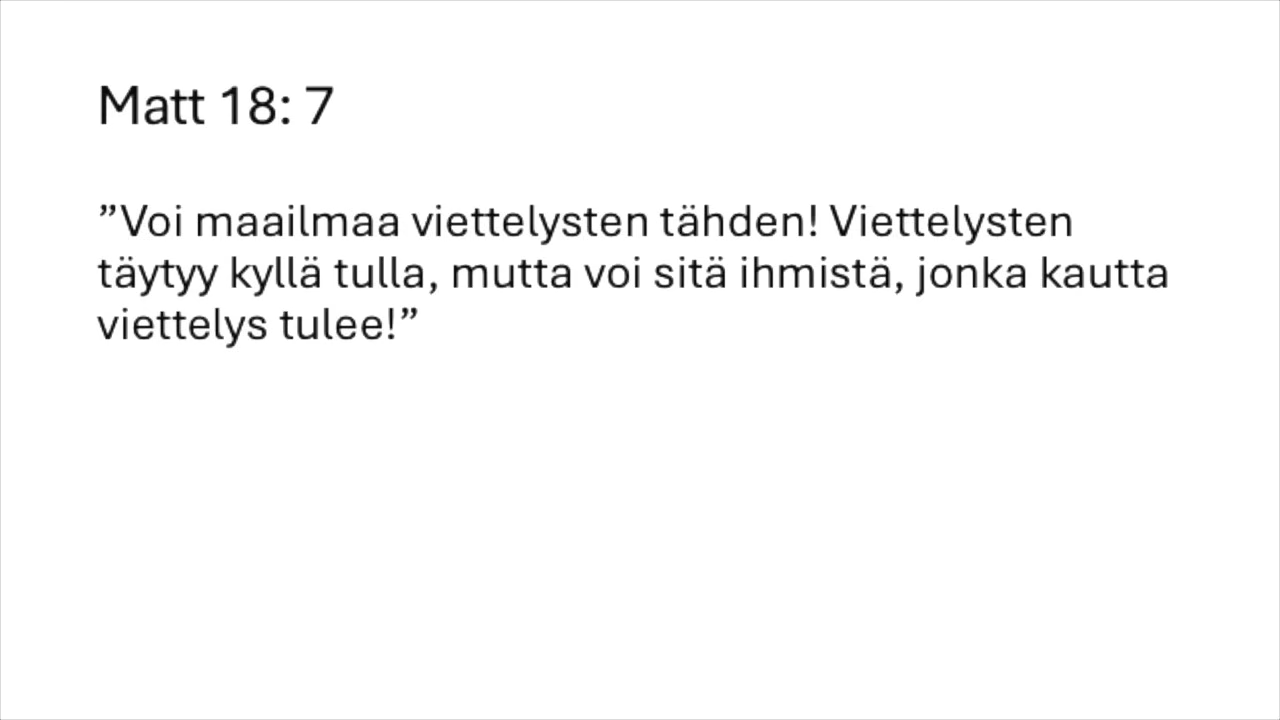 Matt 18: 7
”Voi maailmaa viettelysten tähden! Viettelysten
täytyy kyllä tulla, mutta voi sitä ihmistä, jonka kautta
viettelys tulee!”